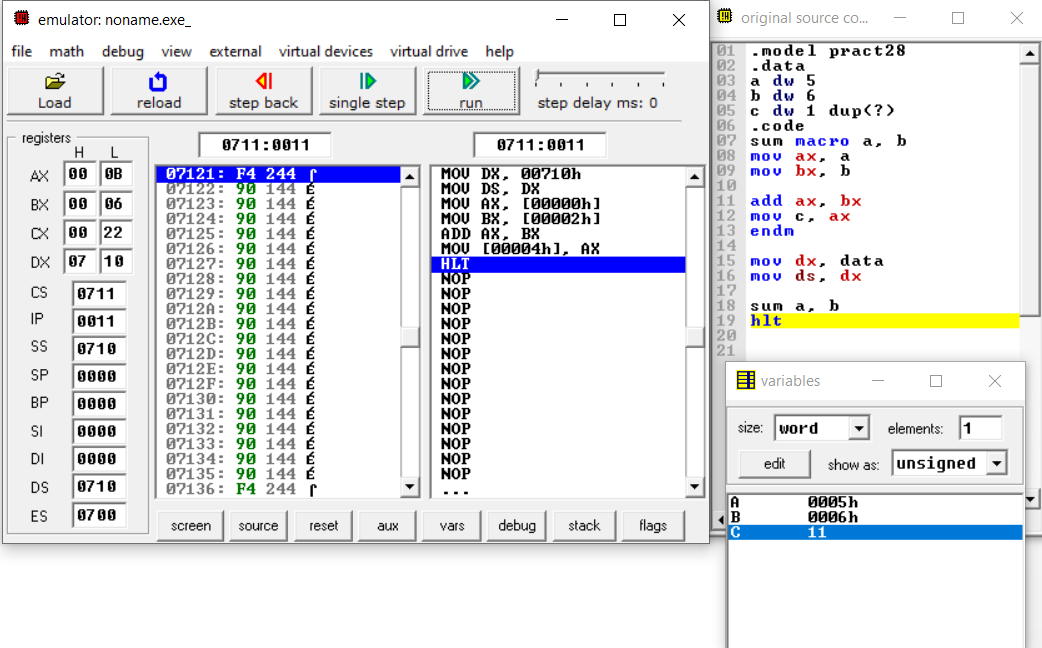 emulator: noname.exe_
file math debug view external virtual devices virtual drive help
Load reload step back single step run step delay ms: 0
registers
H L
AX 00 0B
BX 00 06
CX 00 22
DX 07 10
CS 0711
IP 0011
SS 0710
SP 0000
BP 0000
SI 0000
DI 0000
DS 0710
ES 0700
0711:0011
07121: F4 244 ⌠
07122: 90 144 É
07123: 90 144 É
07124: 90 144 É
07125: 90 144 É
07126: 90 144 É
07127: 90 144 É
07128: 90 144 É
07129: 90 144 É
0712A: 90 144 É
0712B: 90 144 É
0712C: 90 144 É
0712D: 90 144 É
0712E: 90 144 É
0712F: 90 144 É
07130: 90 144 É
07131: 90 144 É
07132: 90 144 É
07133: 90 144 É
07134: 90 144 É
07135: 90 144 É
07136: F4 244 ⌠
0711:0011
MOV DX, 00710h
MOV DS, DX
MOV AX, [00000h]
MOV BX, [00002h]
ADD AX, BX
MOV [00004h], AX
HLT
NOP
NOP
NOP
NOP
NOP
NOP
NOP
NOP
NOP
NOP
NOP
NOP
NOP
NOP
...
screen source reset aux vars debug stack flags
original source co...
01 .model pract28
02 .data
03 a dw 5
04 b dw 6
05 c dw 1 dup(?)
06 .code
07 sum macro a, b
08 mov ax, a
09 mov bx, b
10
11 add ax, bx
12 mov c, ax
13 endm
14
15 mov dx, data
16 mov ds, dx
17
18 sum a, b
19 hlt
20
21
variables
size: word elements: 1
edit show as: unsigned
A 0005h
B 0006h
C 11